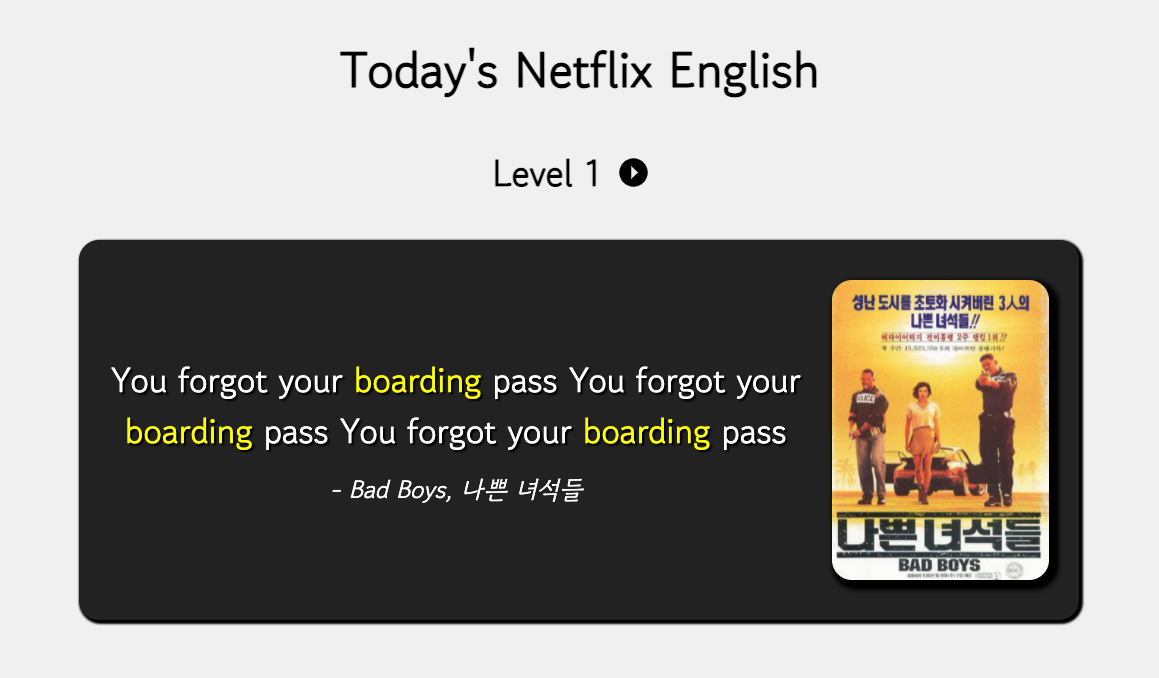 Today's Netflix English
Level 1
You forgot your boarding pass You forgot your
boarding pass You forgot your boarding pass
- Bad Boys, 나쁜 녀석들
성난 도시를 초토화 시켜버린 3人의
나쁜 녀석들!!
POLICE
나쁜 녀석들
BAD BOYS